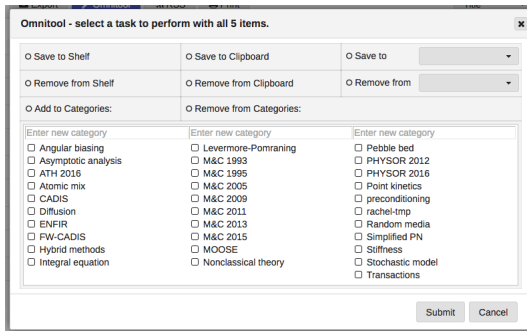 Export Omnitool RSS Print Title
Omnitool - select a task to perform with all 5 items.
Save to Shelf
Save to Clipboard
Save to
Remove from Shelf
Remove from Clipboard
Remove from
Add to Categories:
Remove from Categories:
Enter new category
Angular biasing
Asymptotic analysis
ATH 2016
Atomic mix
CADIS
Diffusion
ENFIR
FW-CADIS
Hybrid methods
Integral equation
Enter new category
Levermore-Pomraning
M&C 1993
M&C 1995
M&C 2005
M&C 2009
M&C 2011
M&C 2013
M&C 2015
MOOSE
Nonclassical theory
Enter new category
Pebble bed
PHYSOR 2012
PHYSOR 2016
Point kinetics
preconditioning
rachel-tmp
Random media
Simplified PN
Stiffness
Stochastic model
Transactions
Submit
Cancel